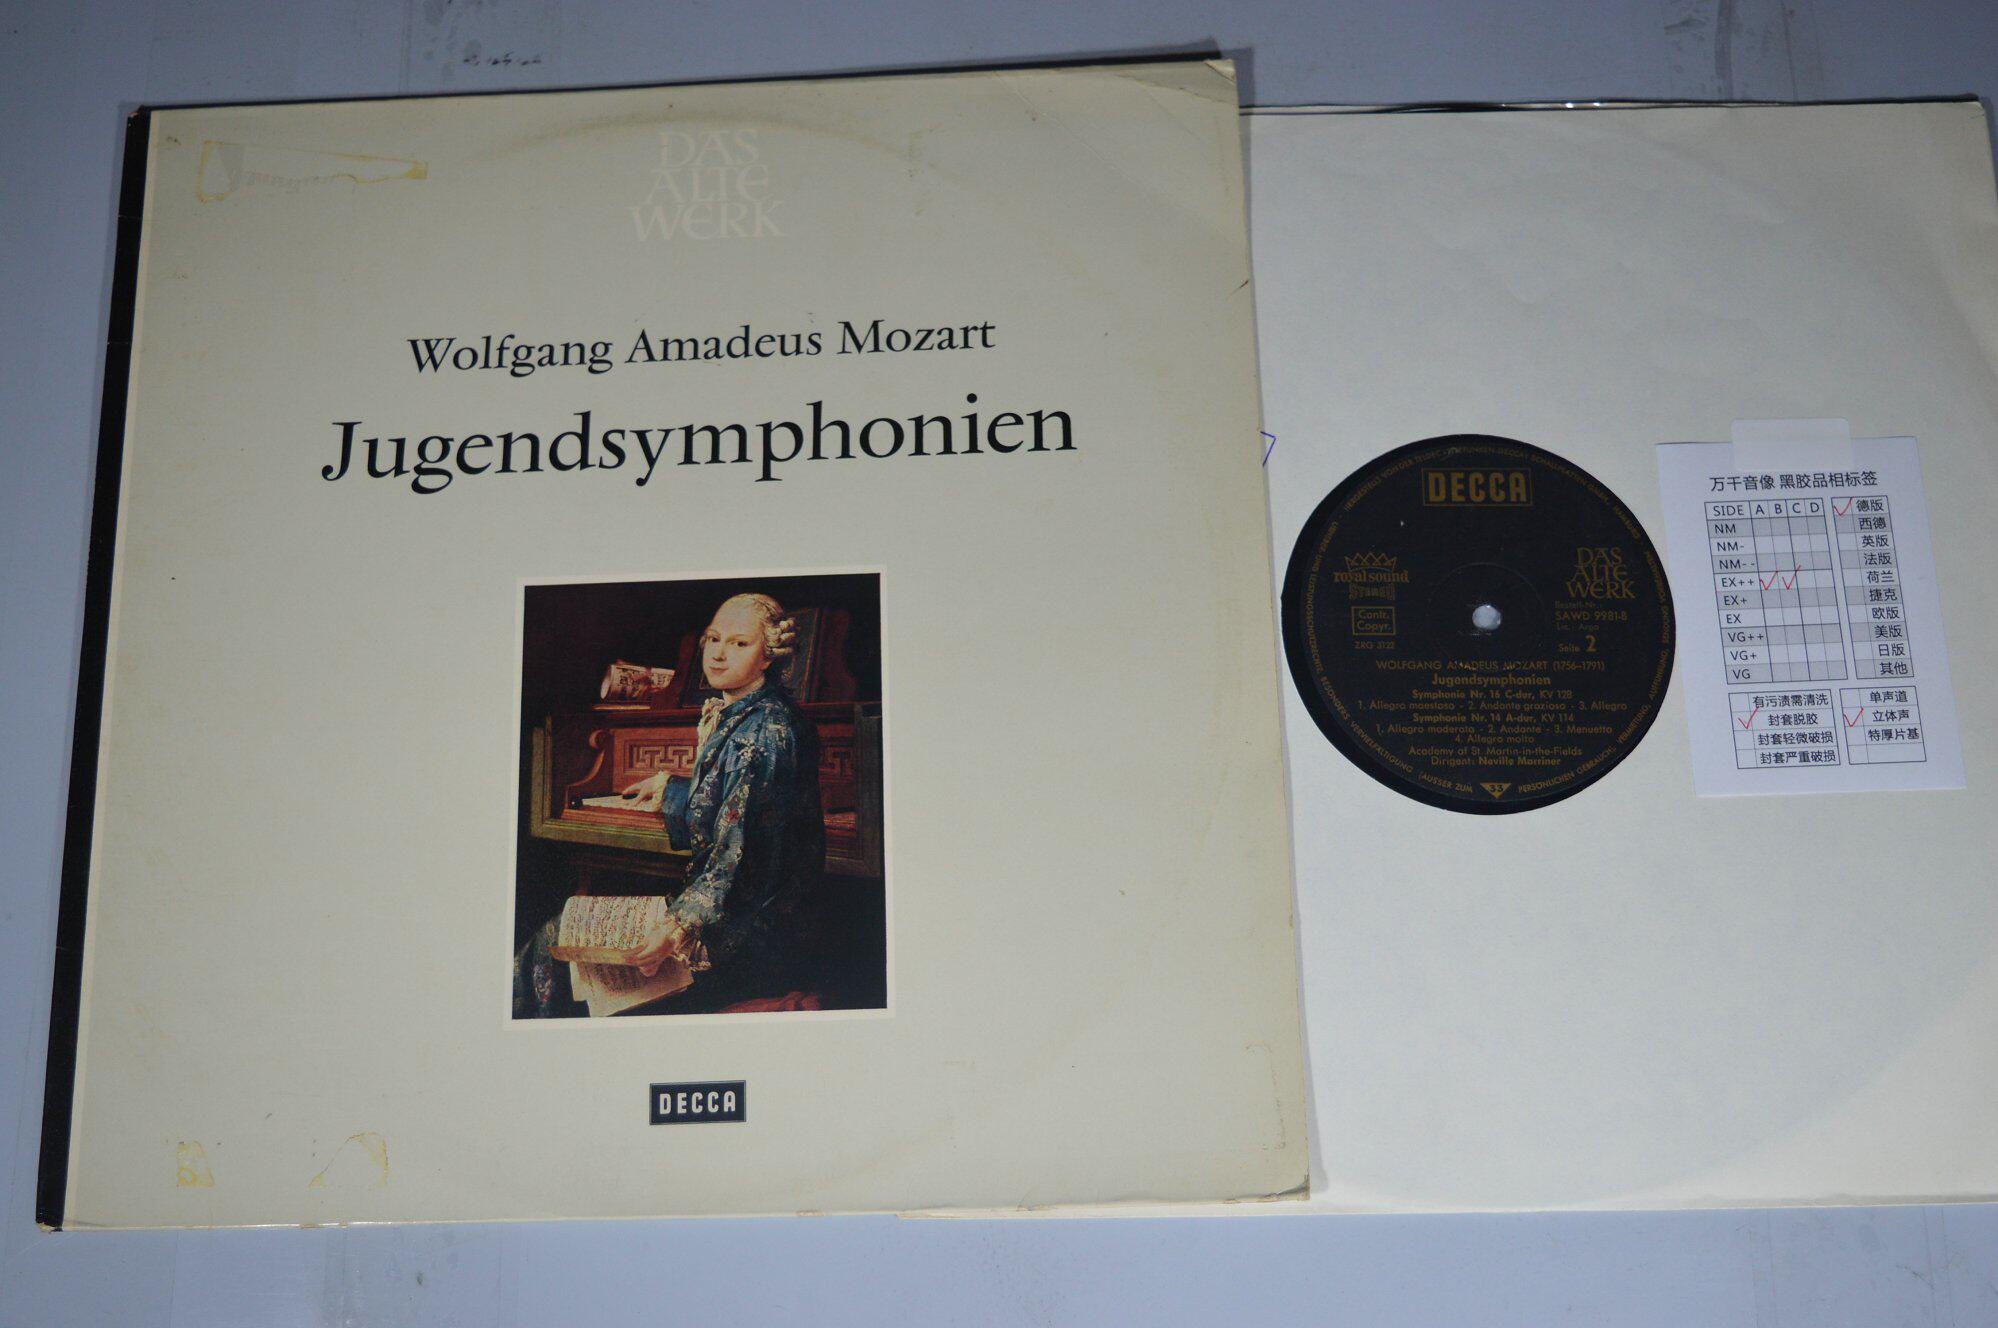 DAS
ALTE
WERK
Wolfgang Amadeus Mozart
Jugendsymphonien
DECCA
DECCA
royal sound
STEREO
Contr.
Copyr.
ZRG 3122
DAS
ALTE
WERK
Bestell-Nr.:
SAWD 9981-B
Lic.: Argo
Seite 2
WOLFGANG AMADEUS MOZART (1756–1791)
Jugendsymphonien
Symphonie Nr. 16 C-dur, KV 128
1. Allegro maestoso - 2. Andante grazioso - 3. Allegro
Symphonie Nr. 14 A-dur, KV 114
1. Allegro moderato - 2. Andante - 3. Menuetto
4. Allegro molto
Academy of St. Martin-in-the-Fields
Dirigent: Neville Marriner
33
万千音像 黑胶品相标签
SIDE A B C D
NM
NM-
NM--
EX++
EX+
EX
VG++
VG+
VG
德版
西德
英版
法版
荷兰
捷克
欧版
美版
日版
其他
有污渍需清洗
封套脱胶
封套轻微破损
封套严重破损
单声道
立体声
特厚片基